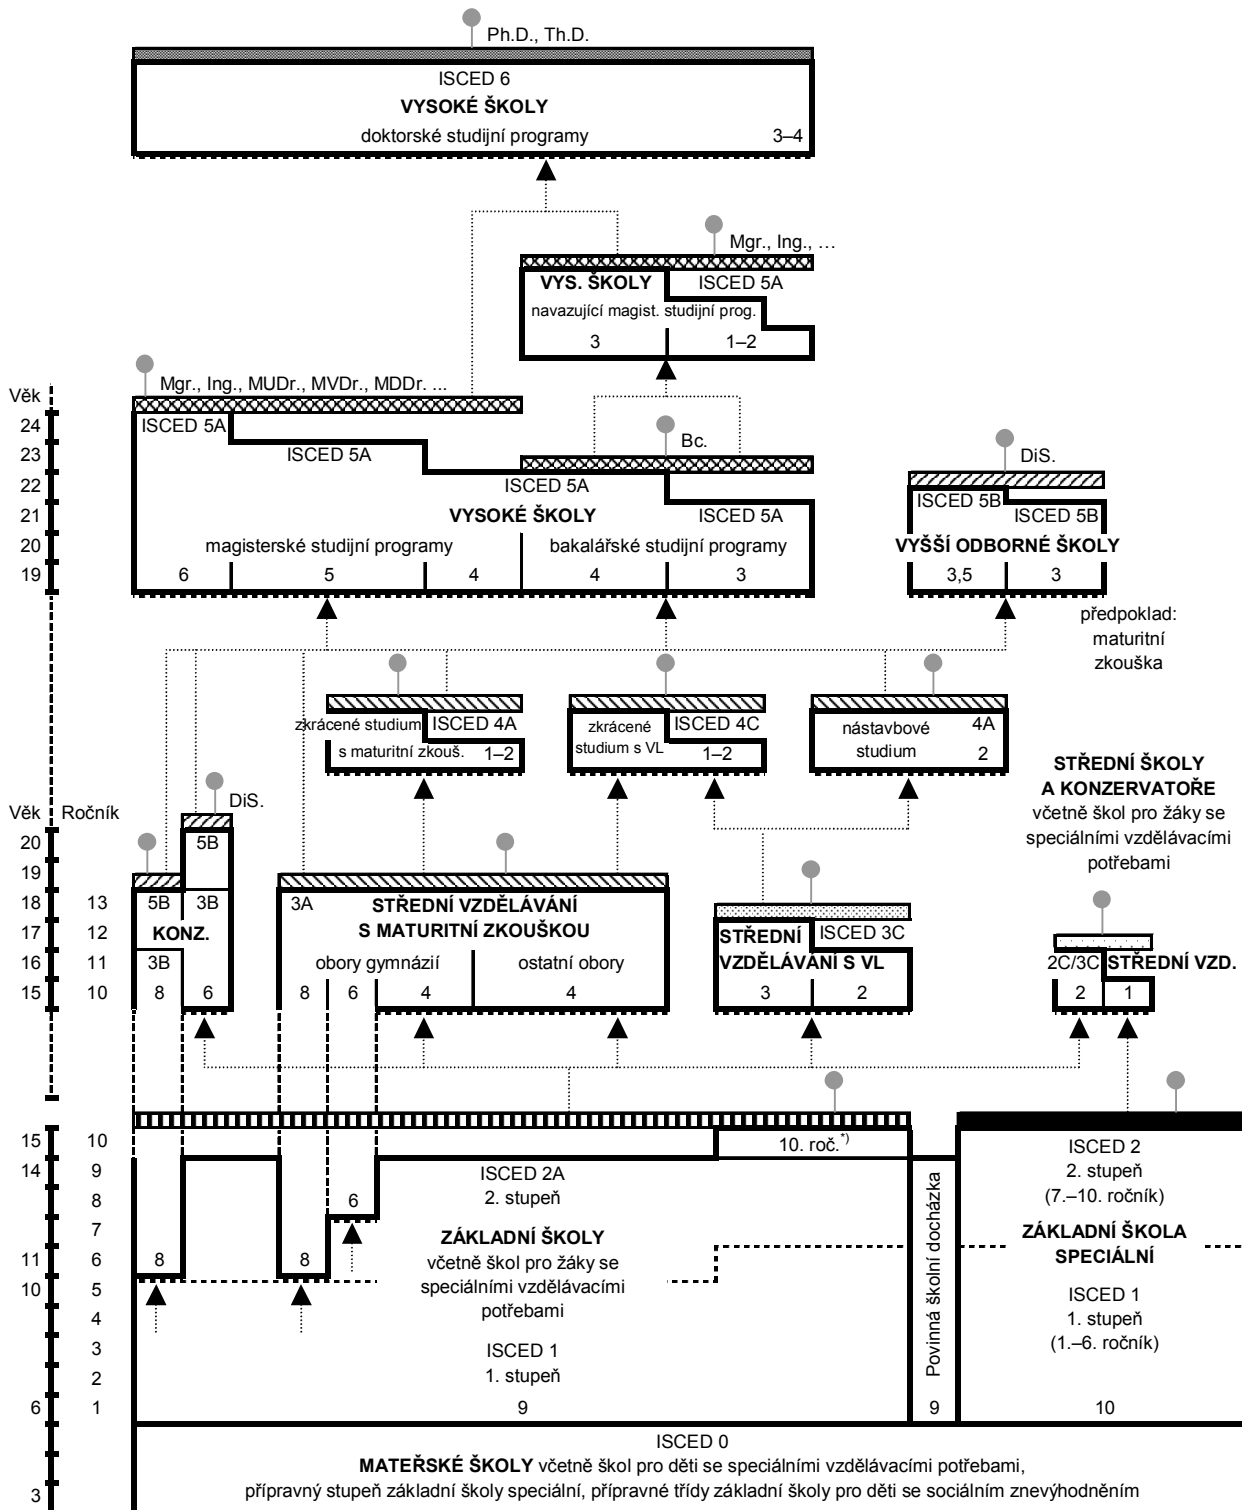 Ph.D., Th.D.
ISCED 6
VYSOKÉ ŠKOLY
doktorské studijní programy 3–4
Mgr., Ing., …
VYS. ŠKOLY ISCED 5A
navazující magist. studijní prog.
3 1–2
Mgr., Ing., MUDr., MVDr., MDDr. ...
Věk
24 ISCED 5A
23 ISCED 5A Bc. DiS.
22 ISCED 5A ISCED 5B
21 VYSOKÉ ŠKOLY ISCED 5A ISCED 5B
20 magisterské studijní programy bakalářské studijní programy VYŠŠÍ ODBORNÉ ŠKOLY
19 6 5 4 4 3 3,5 3
předpoklad:
maturitní
zkouška
zkrácené studium ISCED 4A
s maturitní zkouš. 1–2
zkrácené ISCED 4C
studium s VL 1–2
nástavbové 4A
studium 2
STŘEDNÍ ŠKOLY
A KONZERVATOŘE
včetně škol pro žáky se
speciálními vzdělávacími
potřebami
DiS.
Věk Ročník
20 5B
19
18 13 5B 3B 3A STŘEDNÍ VZDĚLÁVÁNÍ
17 12 KONZ. S MATURITNÍ ZKOUŠKOU STŘEDNÍ ISCED 3C
16 11 3B obory gymnázií ostatní obory VZDĚLÁVÁNÍ S VL 2C/3C STŘEDNÍ VZD.
15 10 8 6 8 6 4 4 3 2 2 1
15 10 10. roč.*) ISCED 2
14 9 ISCED 2A 2. stupeň
8 6 2. stupeň (7.–10. ročník)
7 ZÁKLADNÍ ŠKOLY ZÁKLADNÍ ŠKOLA
11 6 8 8 včetně škol pro žáky se SPECIÁLNÍ
10 5 speciálními vzdělávacími ISCED 1
4 potřebami 1. stupeň
3 ISCED 1 (1.–6. ročník)
2 1. stupeň
Povinná školní docházka
6 1 9 9 10
ISCED 0
MATEŘSKÉ ŠKOLY včetně škol pro děti se speciálními vzdělávacími potřebami,
3 přípravný stupeň základní školy speciální, přípravné třídy základní školy pro děti se sociálním znevýhodněním